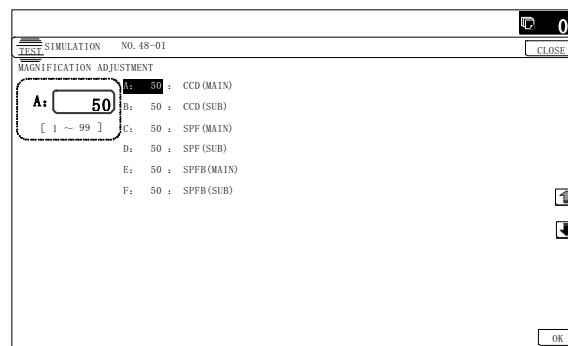 0
TEST SIMULATION NO.48-01
CLOSE
MAGNIFICATION ADJUSTMENT
A: 50
[ 1 ~ 99 ]
A: 50 : CCD(MAIN)
B: 50 : CCD(SUB)
C: 50 : SPF(MAIN)
D: 50 : SPF(SUB)
E: 50 : SPFB(MAIN)
F: 50 : SPFB(SUB)
OK